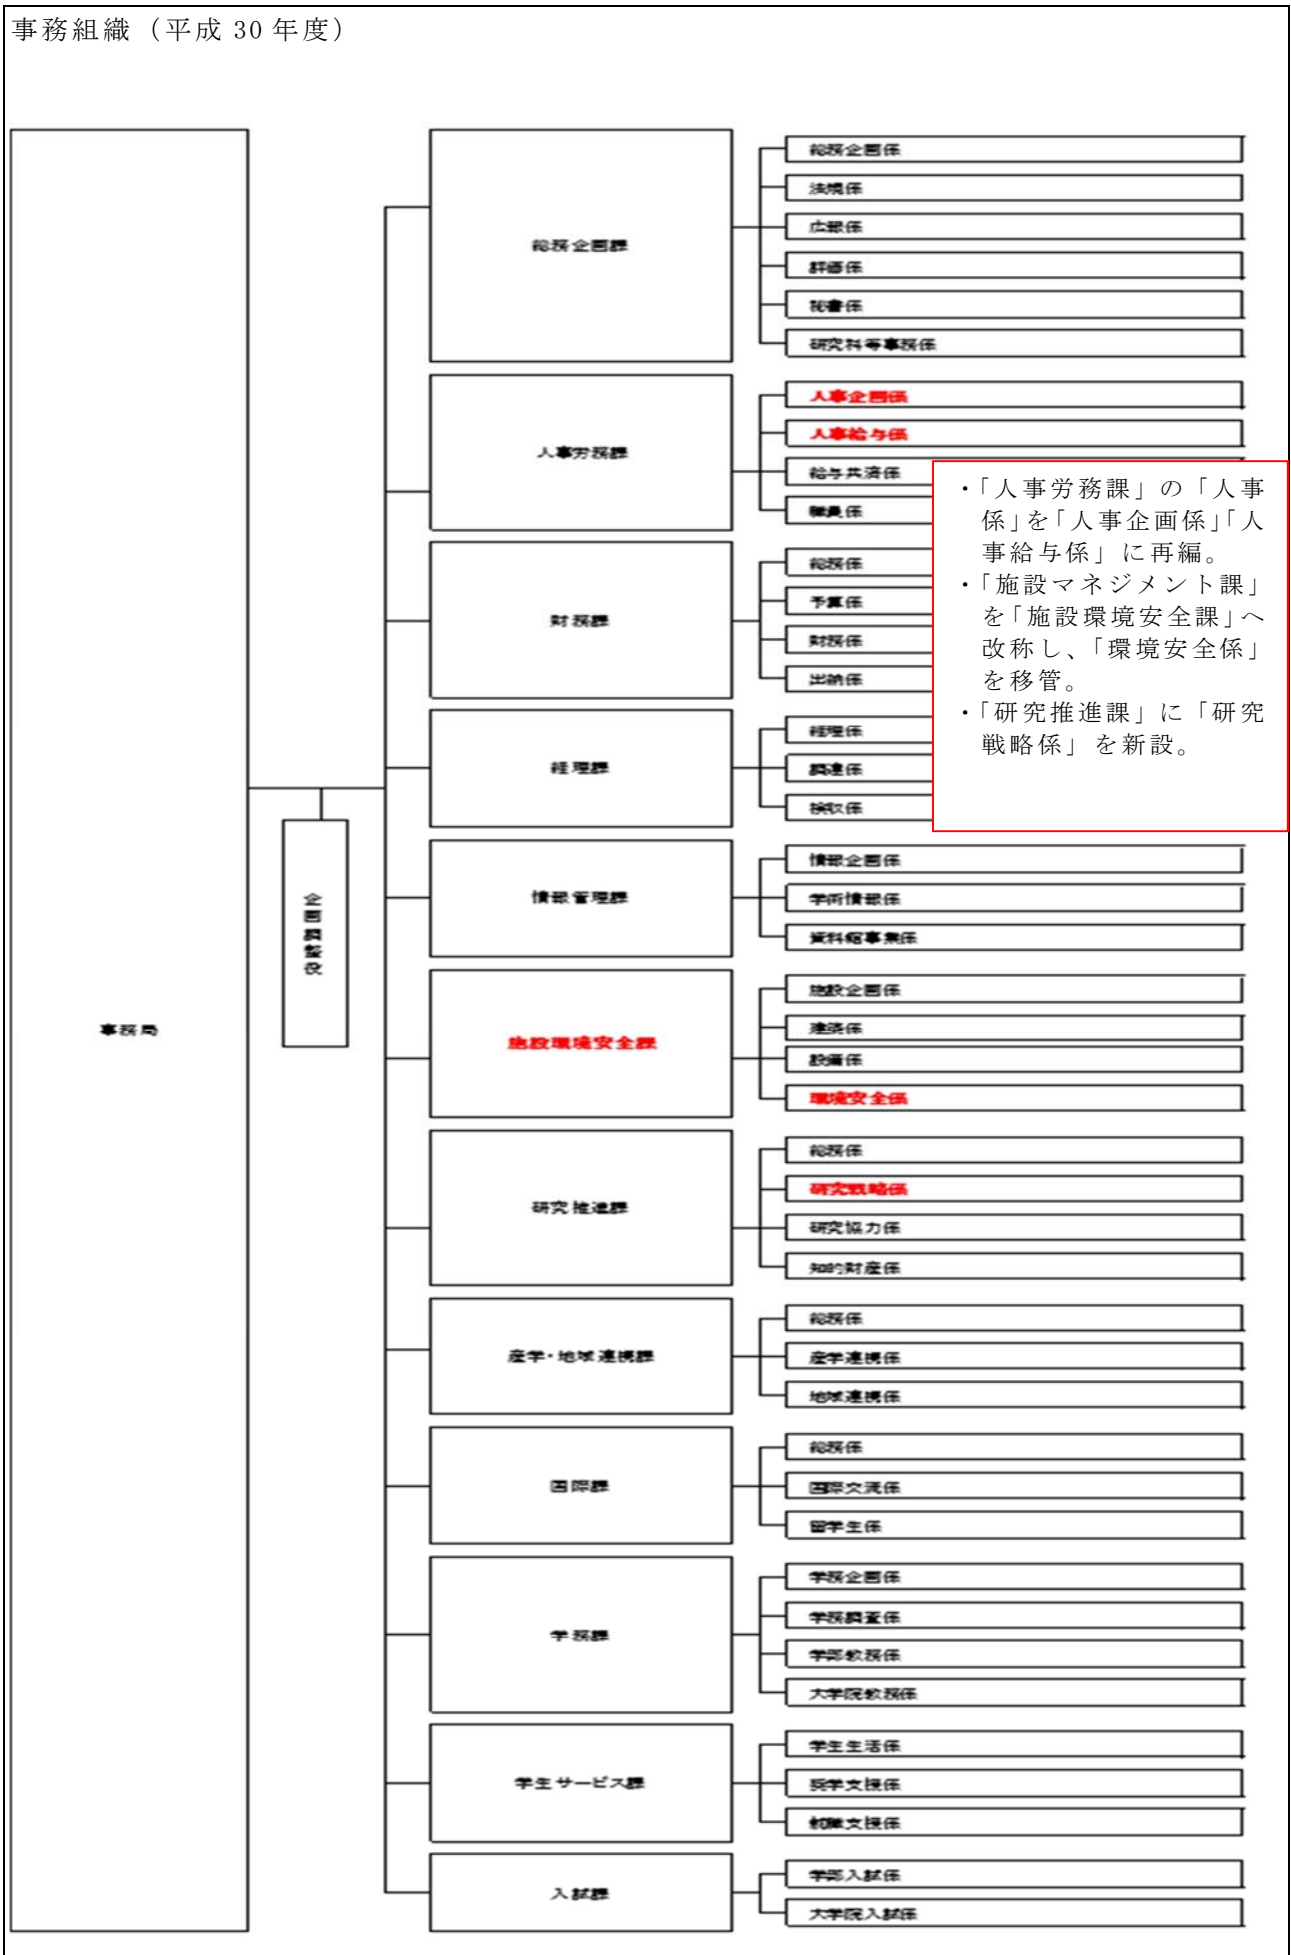 事務組織（平成 30 年度）
事務局
企画調整役
総務企画課
総務企画係
法規係
広報係
評価係
秘書係
研究科等事務係
人事労務課
人事企画係
人事給与係
給与共済係
職員係
・「人事労務課」の「人事
係」を「人事企画係」「人
事給与係」に再編。
・「施設マネジメント課」
を「施設環境安全課」へ
改称し、「環境安全係」
を移管。
・「研究推進課」に「研究
戦略係」を新設。
財務課
総務係
予算係
財務係
出納係
経理課
経理係
調達係
検収係
情報管理課
情報企画係
学術情報係
資料館事業係
施設環境安全課
施設企画係
建築係
設備係
環境安全係
研究推進課
総務係
研究戦略係
研究協力係
知的財産係
産学・地域連携課
総務係
産学連携係
地域連携係
国際課
総務係
国際交流係
留学生係
学務課
学務企画係
学務調査係
学部教務係
大学院教務係
学生サービス課
学生生活係
奨学支援係
就職支援係
入試課
学部入試係
大学院入試係